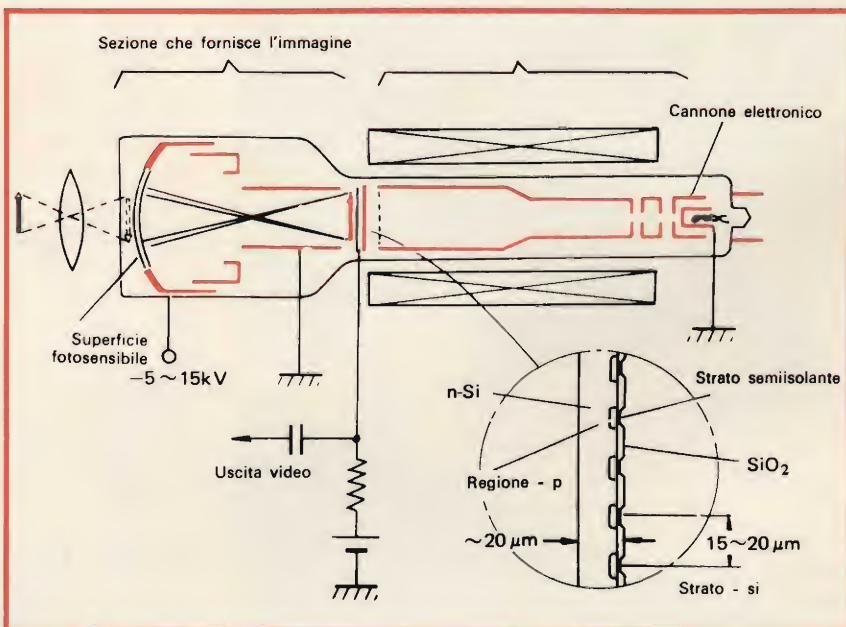 Sezione che fornisce l'immagine
Cannone elettronico
Superficie
fotosensibile
−5 ~ 15kV
n-Si
Strato semiisolante
Uscita video
SiO₂
Regione - p
~20 μm
15~20 μm
Strato - si